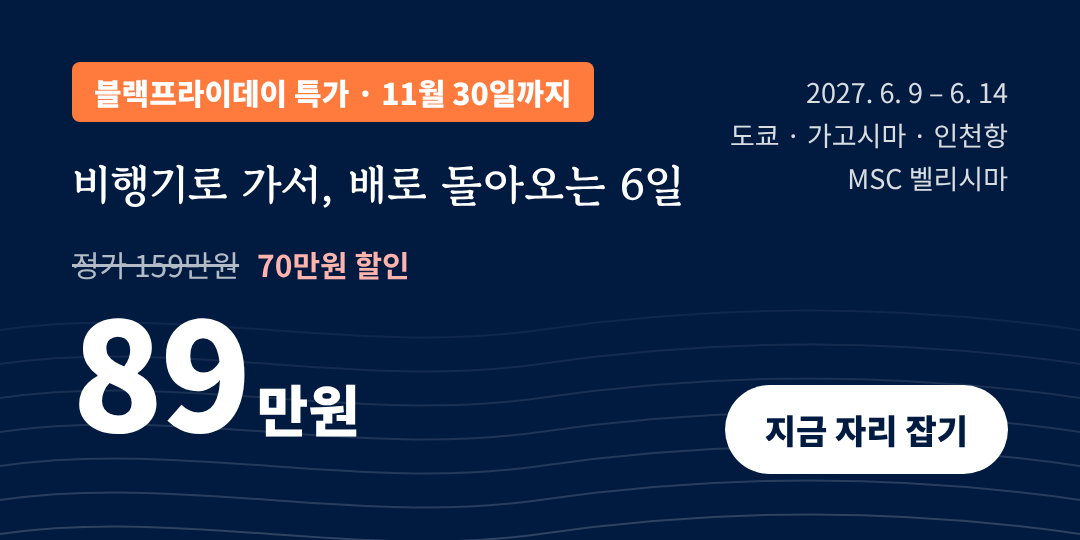 블랙프라이데이 특가 · 11월 30일까지
2027. 6. 9 – 6. 14
도쿄 · 가고시마 · 인천항
MSC 벨리시마
비행기로 가서, 배로 돌아오는 6일
정가 159만원 70만원 할인
89만원
지금 자리 잡기